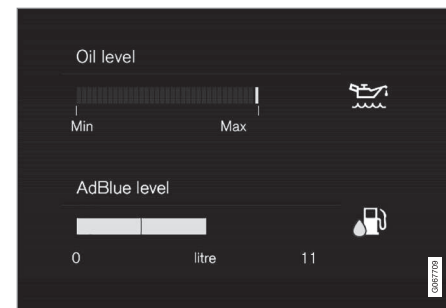 Oil level
Min Max
AdBlue level
0 litre 11
G067709